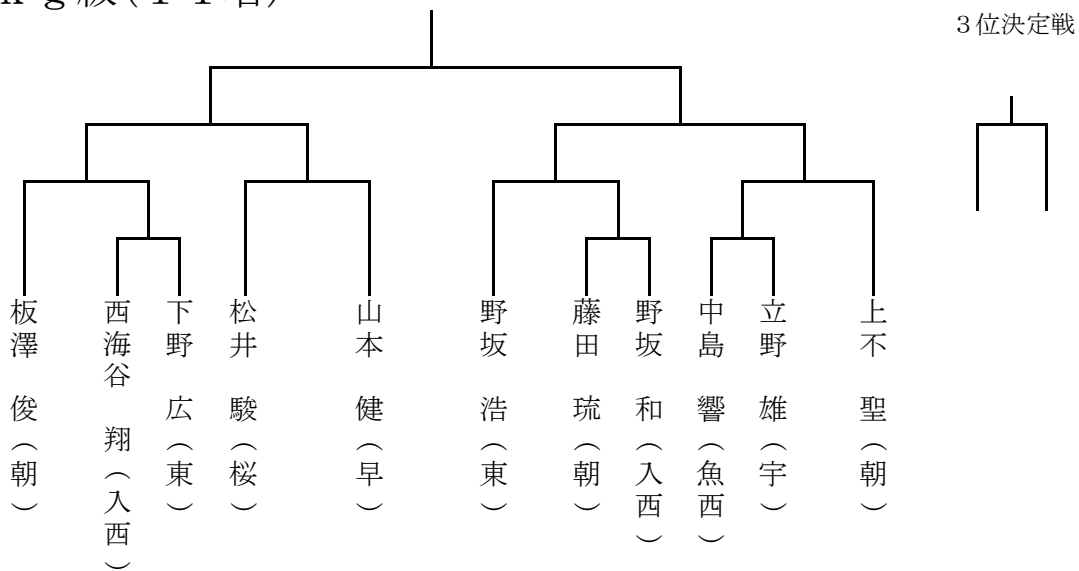 ｋｇ級(１１名)
３位決定戦
板澤　俊（朝）
西海谷　翔（入西）
下野　広（東）
松井　駿（桜）
山本　健（早）
野坂　浩（東）
藤田　琉（朝）
野坂　和（入西）
中島　響（魚西）
立野　雄（宇）
上不　聖（朝）